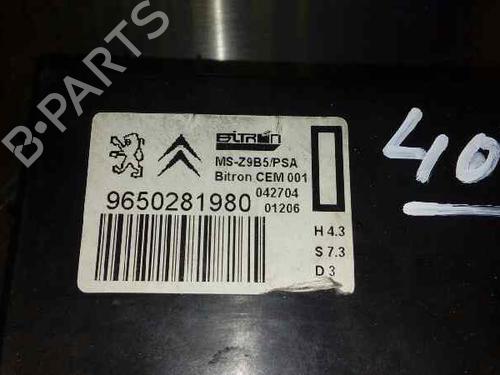 BITRON
MS-Z9B5/PSA
Bitron CEM 001
042704
9650281980
01206
H 4.3
S 7.3
D 3
40
B-PARTS